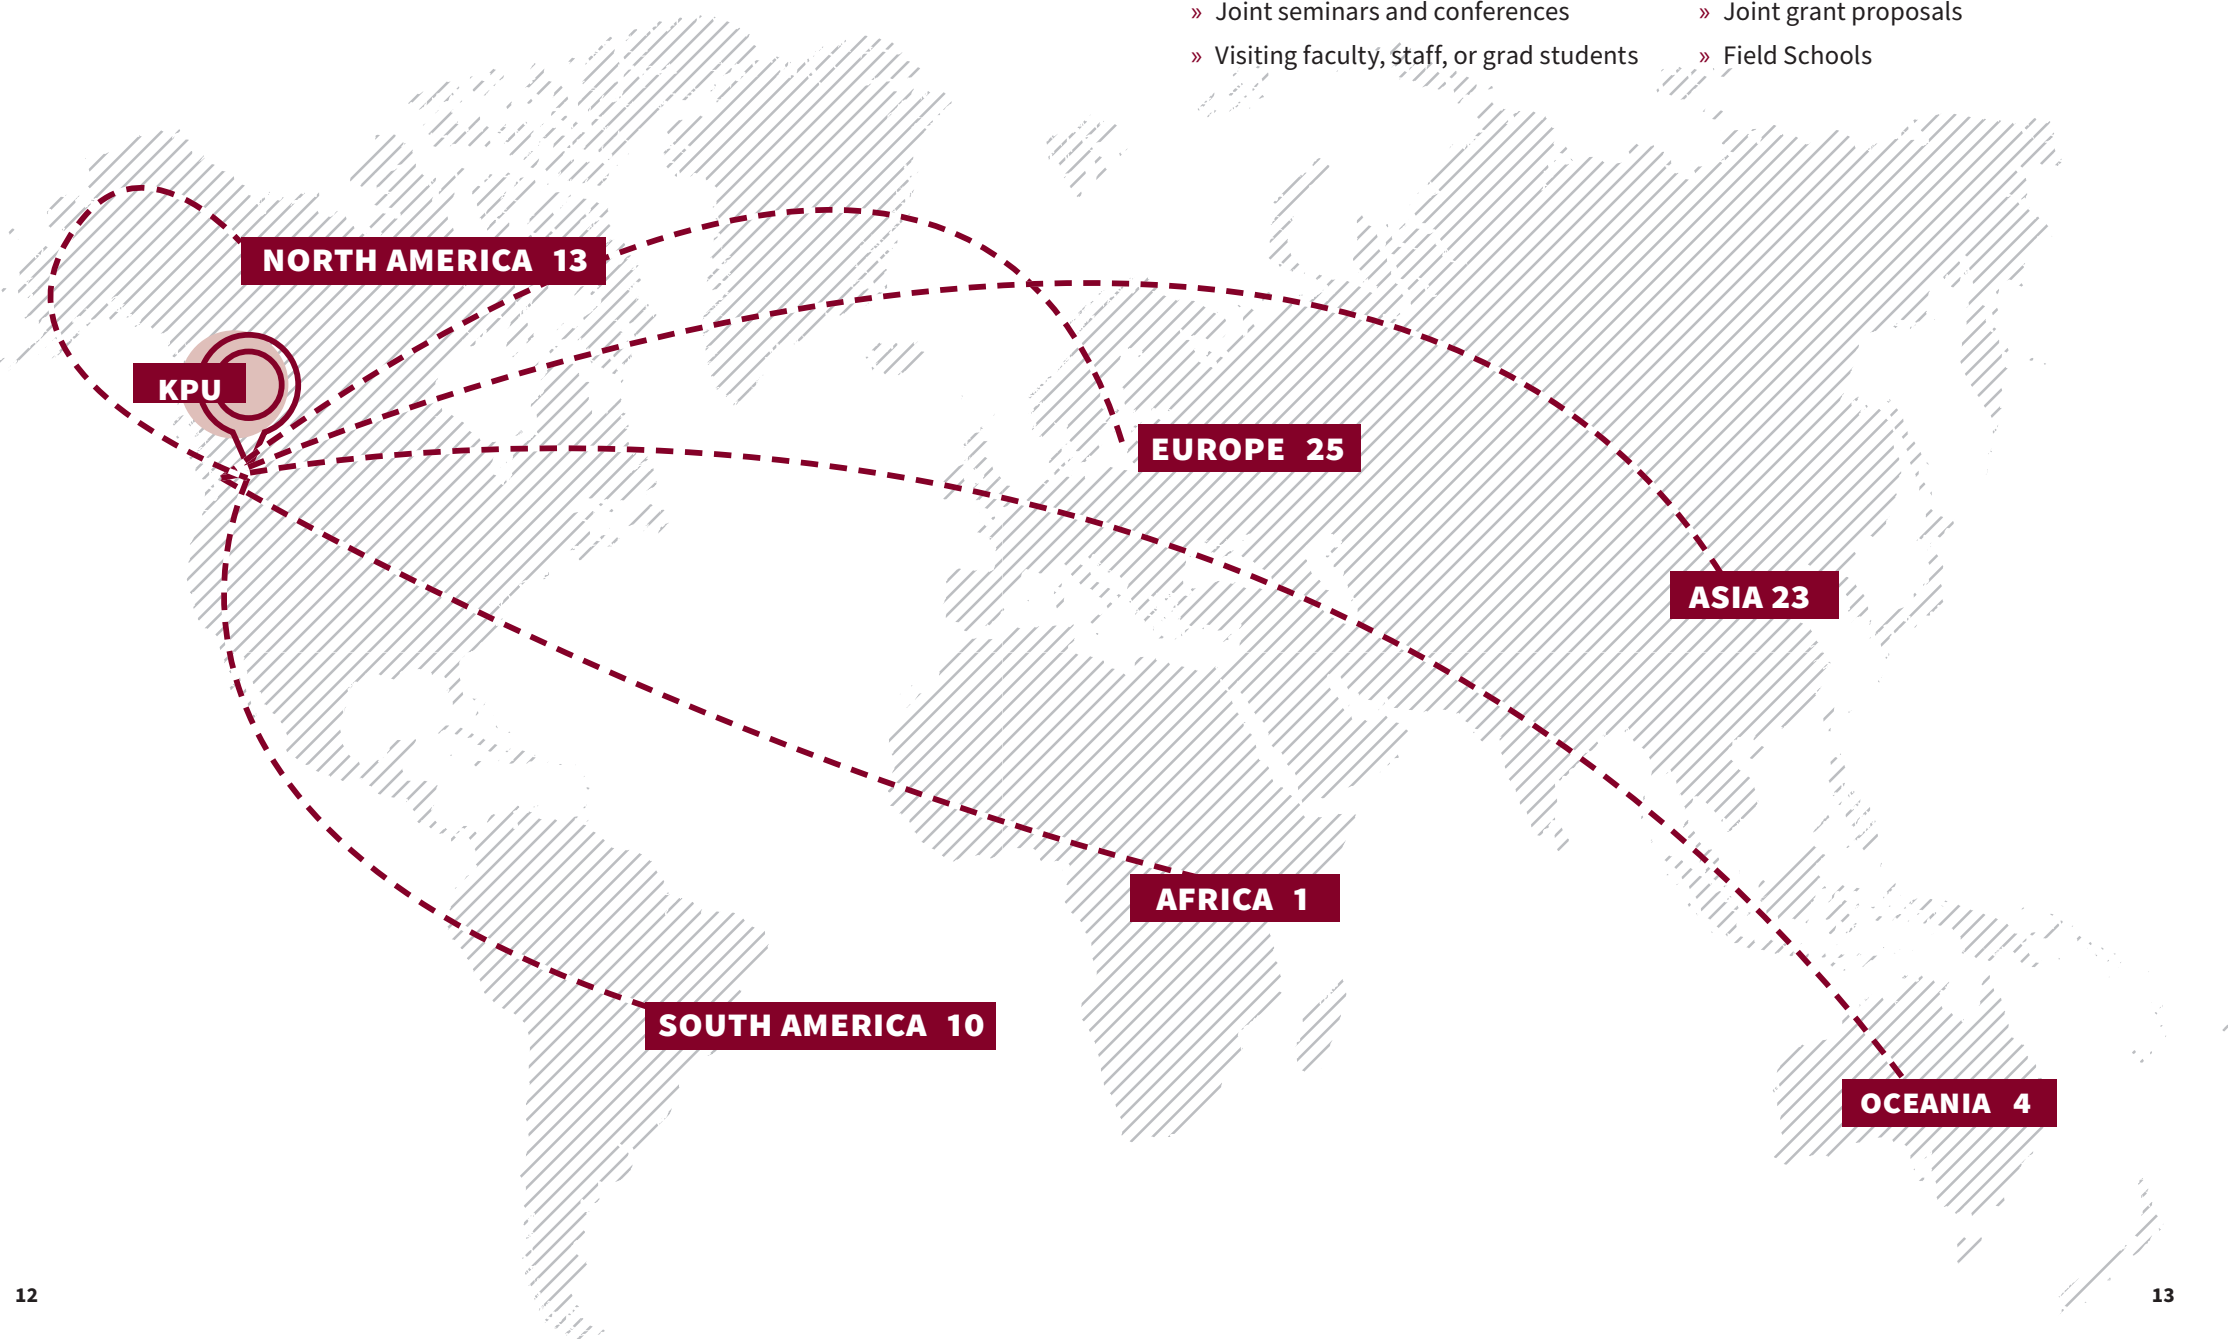 » Joint seminars and conferences
» Visiting faculty, staff, or grad students
» Joint grant proposals
» Field Schools
NORTH AMERICA 13
KPU
EUROPE 25
ASIA 23
AFRICA 1
SOUTH AMERICA 10
OCEANIA 4
12
13